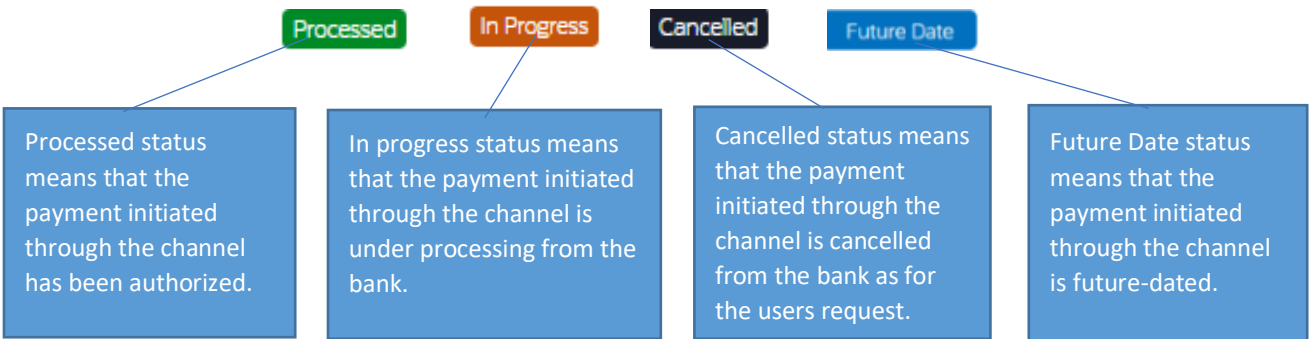 Processed
In Progress
Cancelled
Future Date
Processed status
means that the
payment initiated
through the channel
has been authorized.
In progress status means
that the payment initiated
through the channel is
under processing from the
bank.
Cancelled status means
that the payment
initiated through the
channel is cancelled
from the bank as for
the users request.
Future Date status
means that the
payment initiated
through the channel
is future-dated.